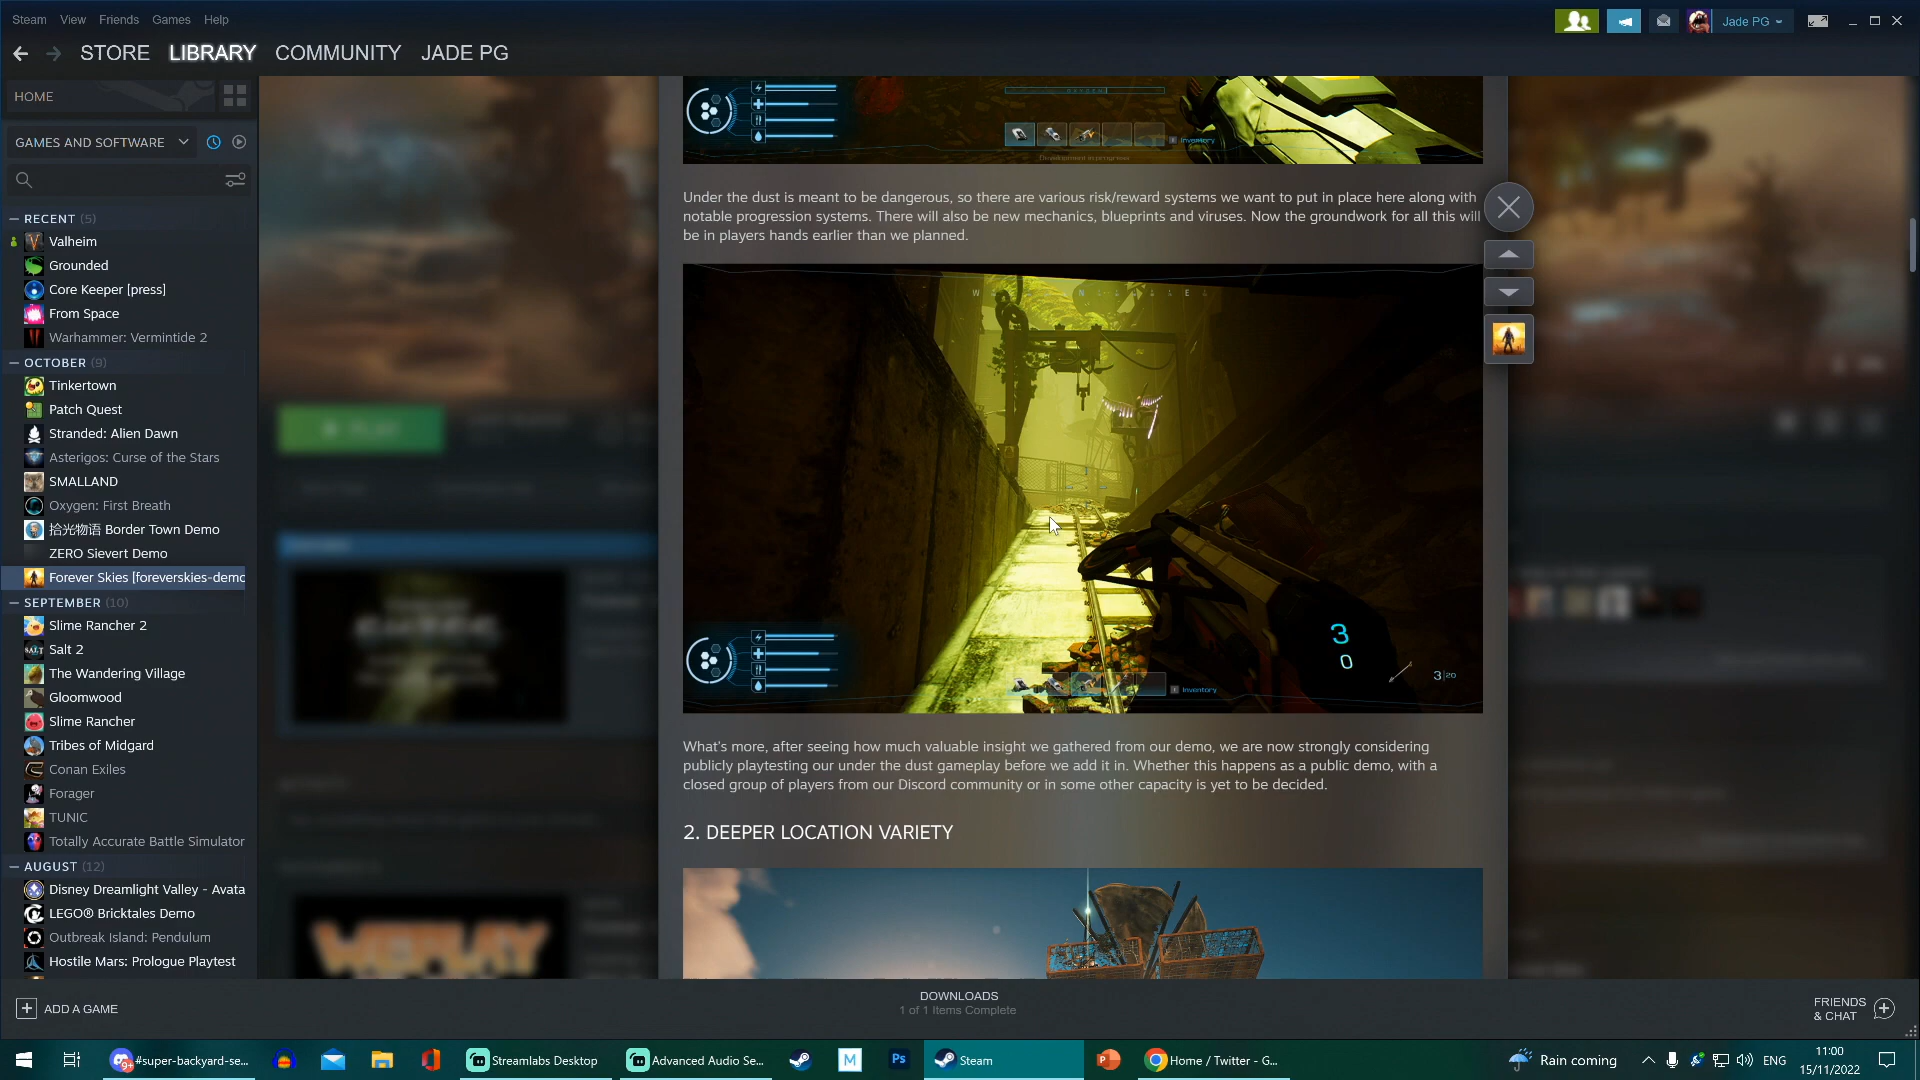 Steam View Friends Games Help
Jade PG
STORE LIBRARY COMMUNITY JADE PG
HOME
GAMES AND SOFTWARE
RECENT (5)
Valheim
Grounded
Core Keeper [press]
From Space
Warhammer: Vermintide 2
OCTOBER (9)
Tinkertown
Patch Quest
Stranded: Alien Dawn
Asterigos: Curse of the Stars
SMALLAND
Oxygen: First Breath
拾光物语 Border Town Demo
ZERO Sievert Demo
Forever Skies [foreverskies-demo
SEPTEMBER (10)
Slime Rancher 2
Salt 2
The Wandering Village
Gloomwood
Slime Rancher
Tribes of Midgard
Conan Exiles
Forager
TUNIC
Totally Accurate Battle Simulator
AUGUST (12)
Disney Dreamlight Valley - Avata
LEGO® Bricktales Demo
Outbreak Island: Pendulum
Hostile Mars: Prologue Playtest
Inventory
Development in progress
Under the dust is meant to be dangerous, so there are various risk/reward systems we want to put in place here along with
notable progression systems. There will also be new mechanics, blueprints and viruses. Now the groundwork for all this will
be in players hands earlier than we planned.
W N E
3
0
3|20
Inventory
What's more, after seeing how much valuable insight we gathered from our demo, we are now strongly considering
publicly playtesting our under the dust gameplay before we add it in. Whether this happens as a public demo, with a
closed group of players from our Discord community or in some other capacity is yet to be decided.
2. DEEPER LOCATION VARIETY
ADD A GAME
DOWNLOADS
1 of 1 Items Complete
FRIENDS
& CHAT
#super-backyard-se...
Streamlabs Desktop
Advanced Audio Se...
M
Ps
Steam
Home / Twitter - G...
Rain coming
ENG
11:00
15/11/2022